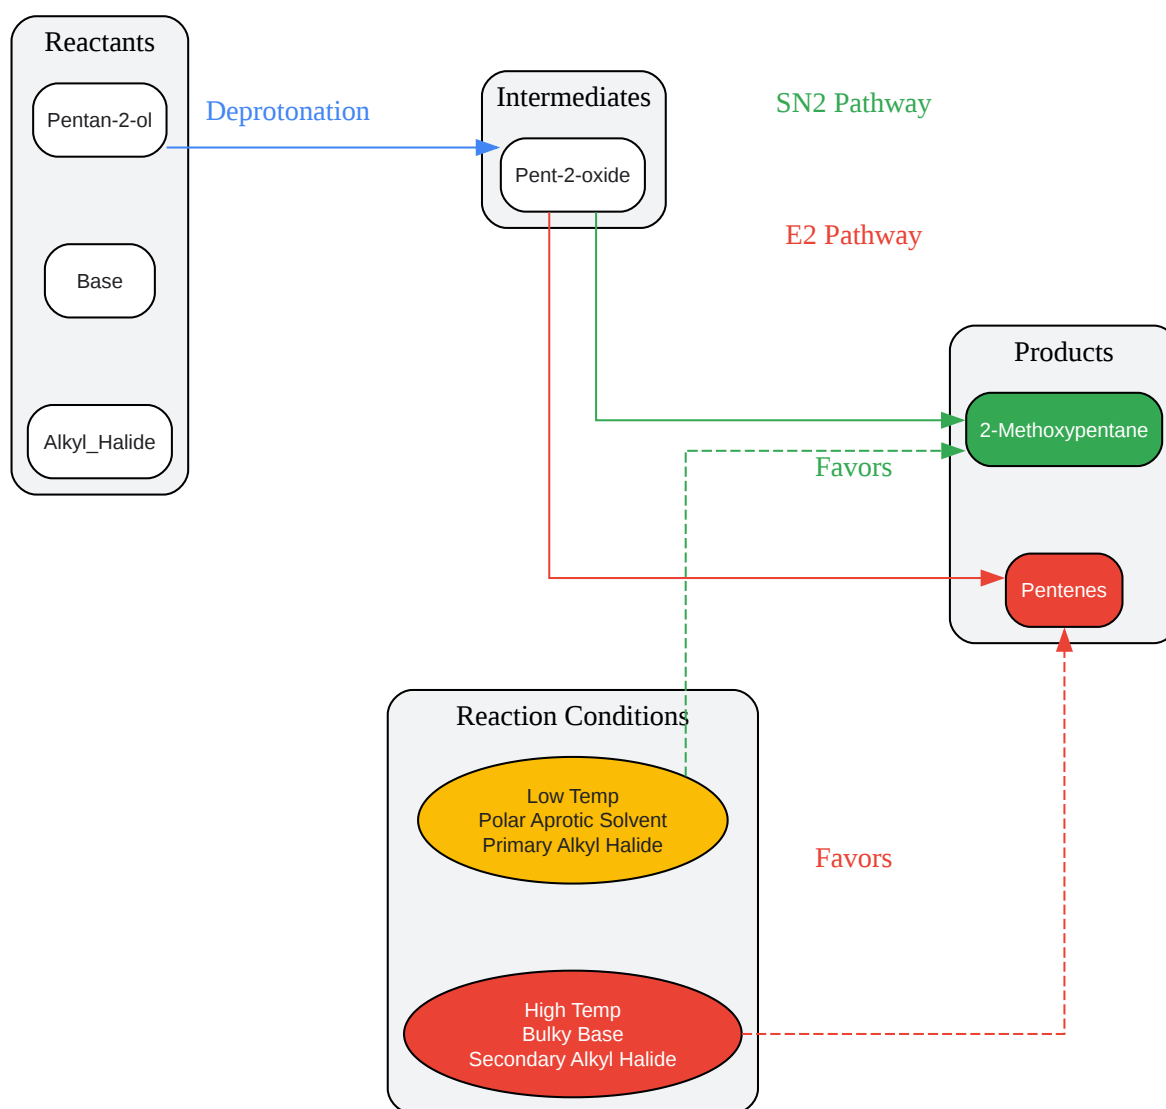 Reactants
Pentan-2-ol
Base
Alkyl_Halide
Deprotonation
Intermediates
Pent-2-oxide
SN2 Pathway
E2 Pathway
Products
2-Methoxypentane
Pentenes
Favors
Reaction Conditions
Low Temp
Polar Aprotic Solvent
Primary Alkyl Halide
Favors
High Temp
Bulky Base
Secondary Alkyl Halide